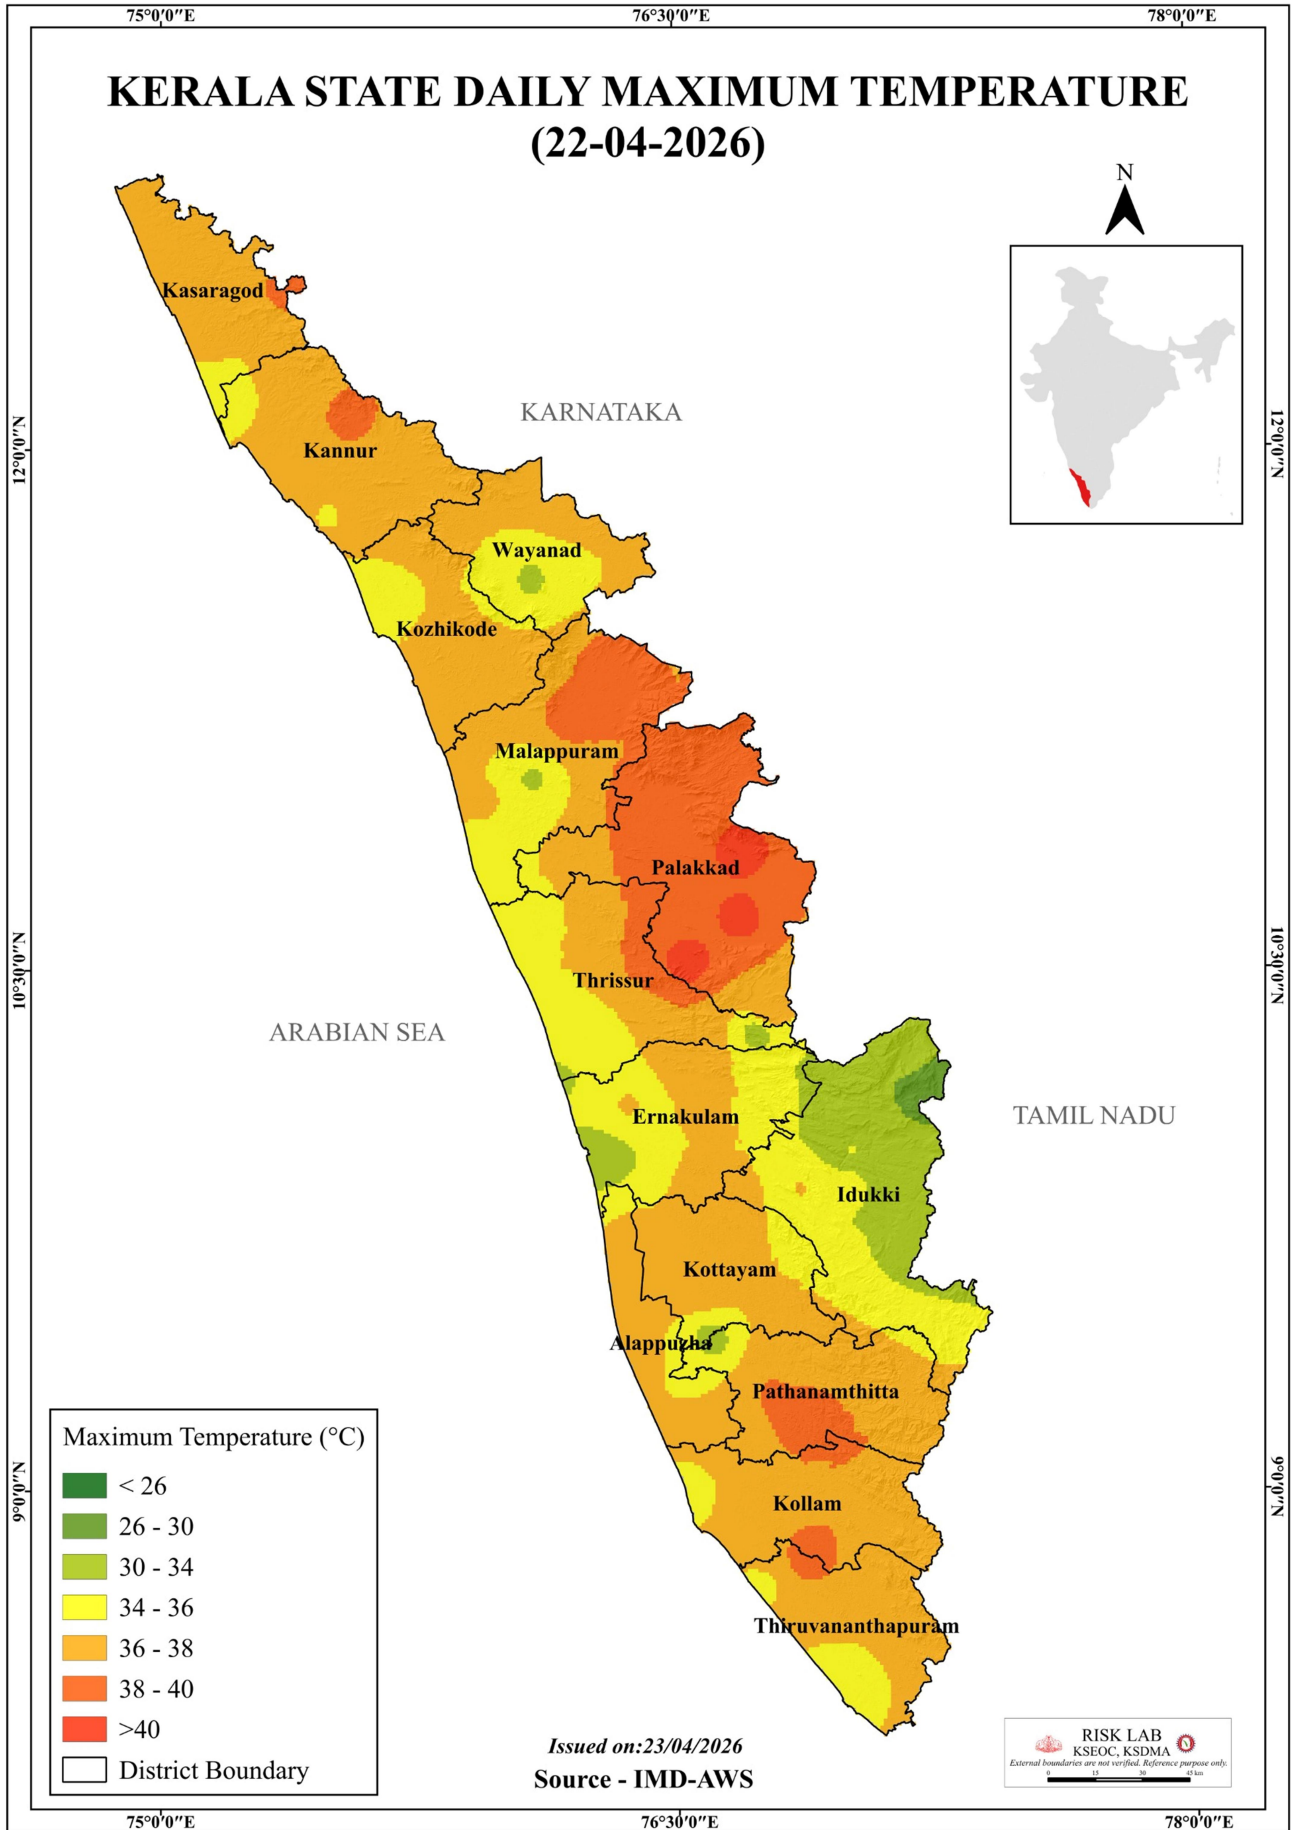 75°0'0"E 76°30'0"E 78°0'0"E
KERALA STATE DAILY MAXIMUM TEMPERATURE
(22-04-2026)
N
Kasaragod
KARNATAKA
12°0'0"N
12°0'0"N
Kannur
Wayanad
Kozhikode
Malappuram
Palakkad
10°30'0"N
10°30'0"N
Thrissur
ARABIAN SEA
Ernakulam
TAMIL NADU
Idukki
Kottayam
Alappuzha
Pathanamthitta
9°0'0"N
9°0'0"N
Kollam
Thiruvananthapuram
Maximum Temperature (°C)
< 26
26 - 30
30 - 34
34 - 36
36 - 38
38 - 40
>40
District Boundary
Issued on:23/04/2026
Source - IMD-AWS
RISK LAB
KSEOC, KSDMA
External boundaries are not verified. Reference purpose only.
0 15 30 45 km
75°0'0"E 76°30'0"E 78°0'0"E